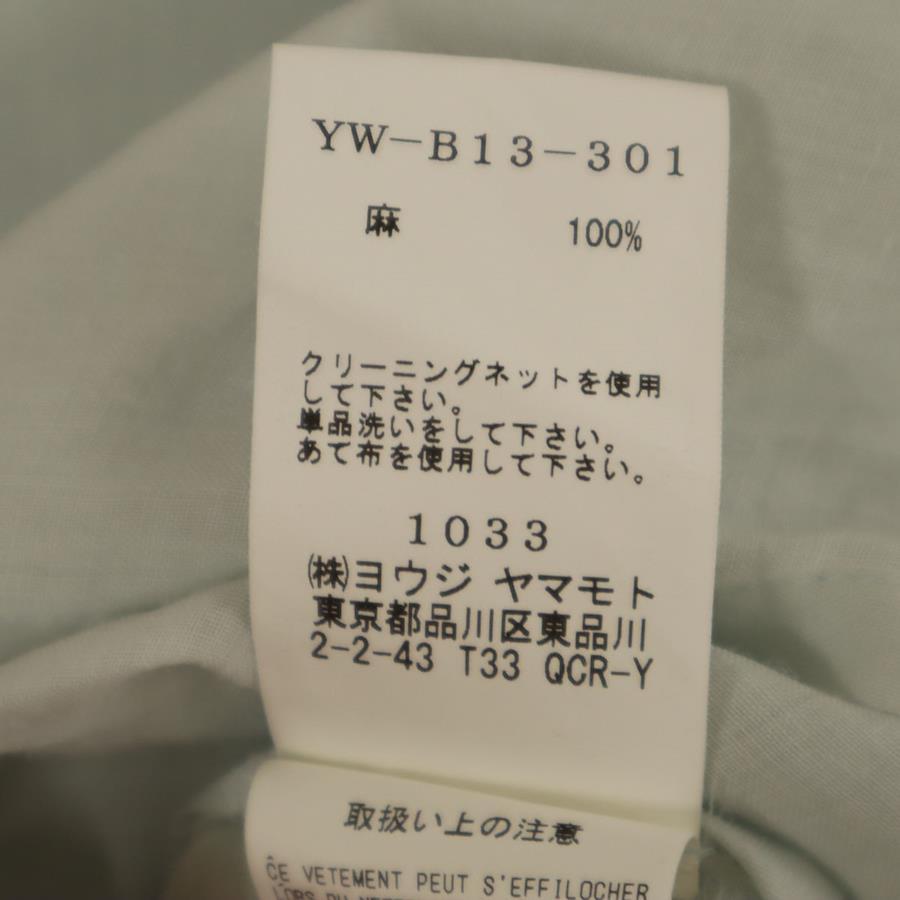 YW-B13-301
麻 100%
クリーニングネットを使用
して下さい。
単品洗いをして下さい。
あて布を使用して下さい。
1033
㈱ヨウジ ヤマモト
東京都品川区東品川
2-2-43 T33 QCR-Y
取扱い上の注意
CE VETEMENT PEUT S'EFFILOCHER